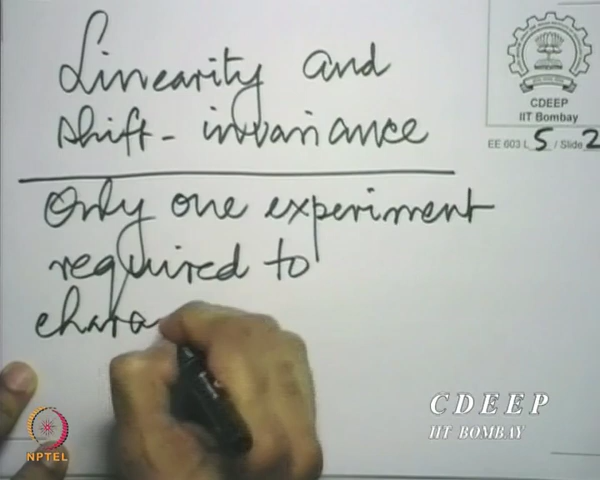 Linearity and
shift-invariance
Only one experiment
required to
chara
CDEEP
IIT Bombay
EE 603 L 5 / Slide 2
CDEEP
IIT BOMBAY
NPTEL